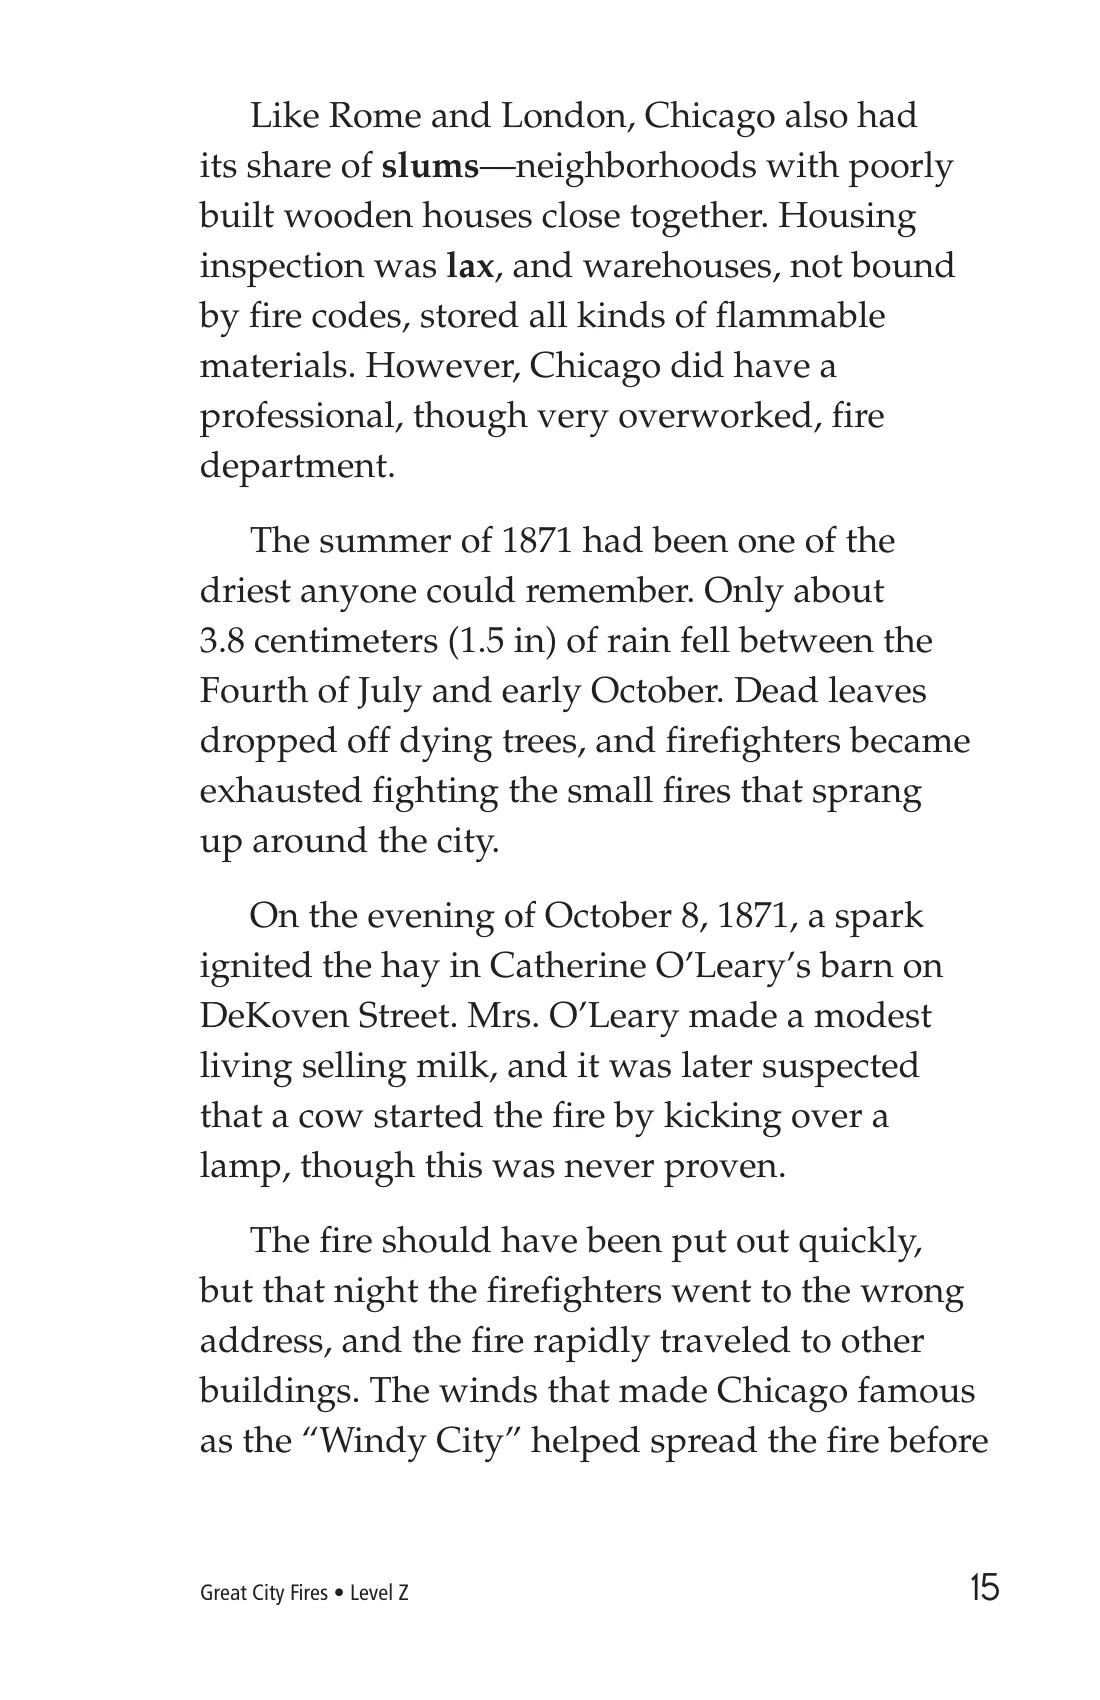 Like Rome and London, Chicago also had
its share of slums—neighborhoods with poorly
built wooden houses close together. Housing
inspection was lax, and warehouses, not bound
by fire codes, stored all kinds of flammable
materials. However, Chicago did have a
professional, though very overworked, fire
department.
The summer of 1871 had been one of the
driest anyone could remember. Only about
3.8 centimeters (1.5 in) of rain fell between the
Fourth of July and early October. Dead leaves
dropped off dying trees, and firefighters became
exhausted fighting the small fires that sprang
up around the city.
On the evening of October 8, 1871, a spark
ignited the hay in Catherine O’Leary’s barn on
DeKoven Street. Mrs. O’Leary made a modest
living selling milk, and it was later suspected
that a cow started the fire by kicking over a
lamp, though this was never proven.
The fire should have been put out quickly,
but that night the firefighters went to the wrong
address, and the fire rapidly traveled to other
buildings. The winds that made Chicago famous
as the “Windy City” helped spread the fire before
Great City Fires • Level Z
15